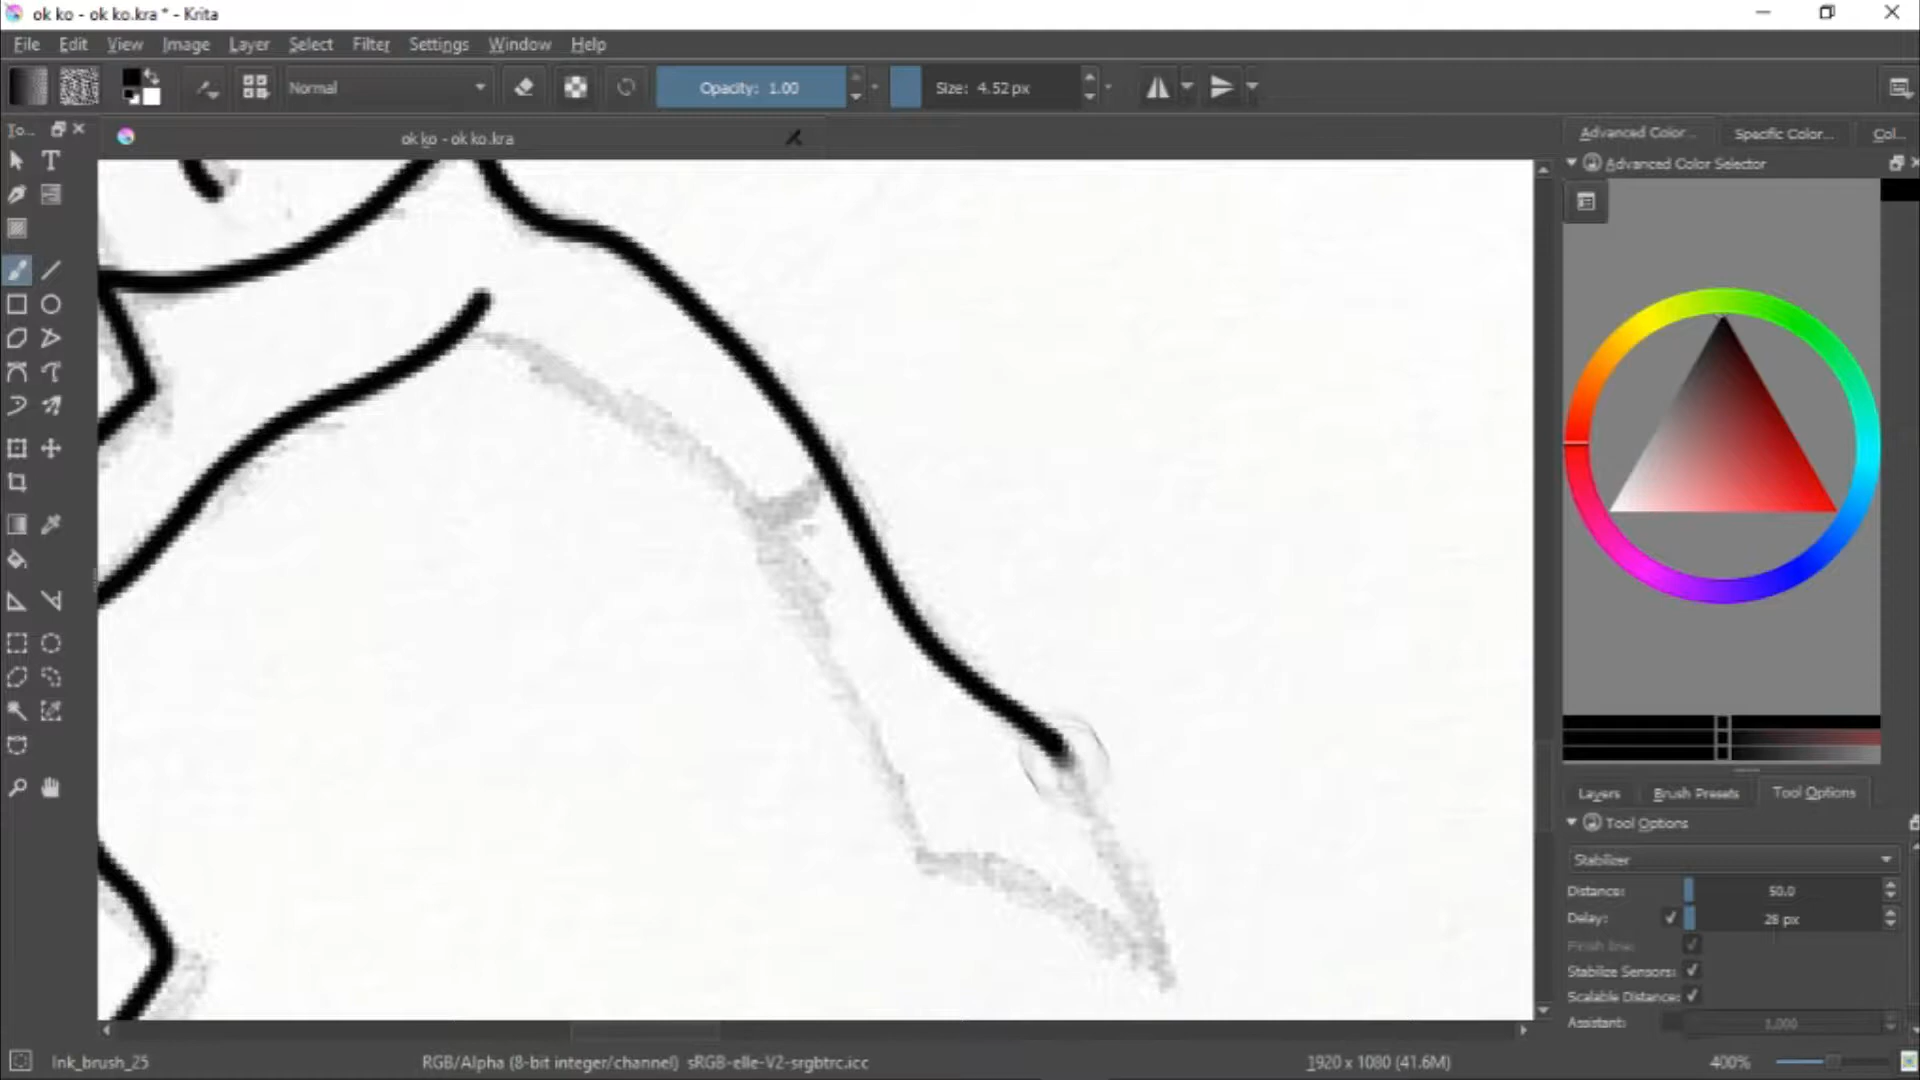 ok ko - ok ko.kra * - Krita
File Edit View Image Layer Select Filter Settings Window Help
Normal Opacity: 1.00 Size: 4.52 px
To...
ok ko - ok ko.kra
Advanced Color... Specific Color... Col...
Advanced Color Selector
Layers Brush Presets Tool Options
Tool Options
Stabilizer
Distance: 50.0
Delay: 28 px
Finish line:
Stabilize Sensors:
Scalable Distance:
Assistant: 1.000
Ink_brush_25 RGB/Alpha (8-bit integer/channel) sRGB-elle-V2-srgbtrc.icc 1920 x 1080 (41.6M) 400%